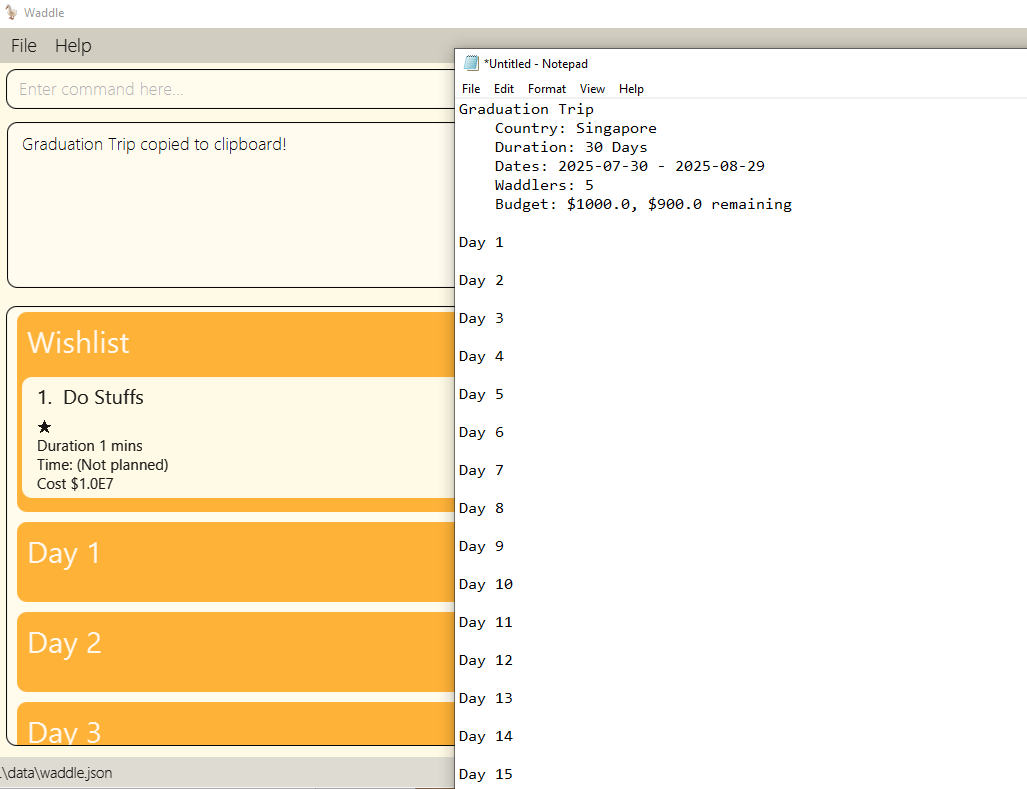 Waddle
File Help
Enter command here...
Graduation Trip copied to clipboard!
Wishlist
1. Do Stuffs
★
Duration 1 mins
Time: (Not planned)
Cost $1.0E7
Day 1
Day 2
Day 3
.\data\waddle.json
*Untitled - Notepad
File Edit Format View Help
Graduation Trip
Country: Singapore
Duration: 30 Days
Dates: 2025-07-30 - 2025-08-29
Waddlers: 5
Budget: $1000.0, $900.0 remaining
Day 1
Day 2
Day 3
Day 4
Day 5
Day 6
Day 7
Day 8
Day 9
Day 10
Day 11
Day 12
Day 13
Day 14
Day 15